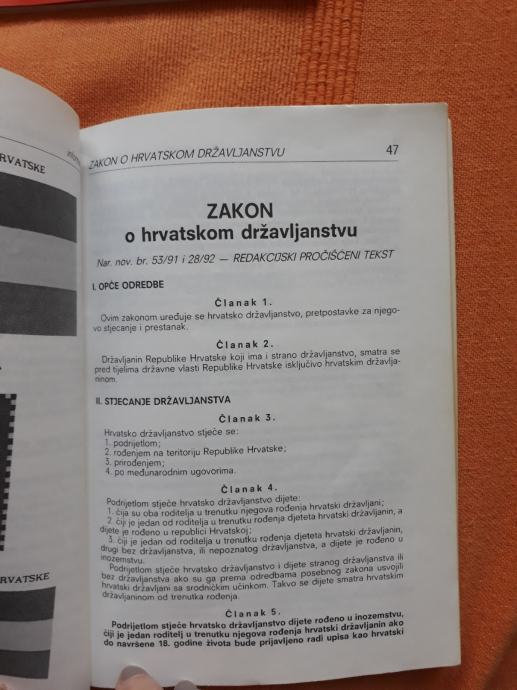 RVATSKE
ZAKON O HRVATSKOM DRŽAVLJANSTVU 47
ZAKON
o hrvatskom državljanstvu
Nar. nov. br. 53/91 i 28/92 — REDAKCIJSKI PROČIŠĆENI TEKST
I. OPĆE ODREDBE
Članak 1.
Ovim zakonom uređuje se hrvatsko državljanstvo, pretpostavke za njego-
vo stjecanje i prestanak.
Članak 2.
Državljanin Republike Hrvatske koji ima i strano državljanstvo, smatra se
pred tijelima državne vlasti Republike Hrvatske isključivo hrvatskim državlja-
ninom.
II. STJECANJE DRŽAVLJANSTVA
Članak 3.
Hrvatsko državljanstvo stječe se:
1. podrijetlom;
2. rođenjem na teritoriju Republike Hrvatske;
3. prirođenjem;
4. po međunarodnim ugovorima.
Članak 4.
Podrijetlom stječe hrvatsko državljanstvo dijete:
1. čija su oba roditelja u trenutku njegova rođenja hrvatski državljani;
2. čiji je jedan od roditelja u trenutku rođenja djeteta hrvatski državljanin, a
dijete je rođeno u republici Hrvatskoj;
3. čiji je jedan od roditelja u trenutku rođenja djeteta hrvatski državljanin,
drugi bez državljanstva, ili nepoznatog državljanstva, a dijete je rođeno u
inozemstvu.
Podrijetlom stječe hrvatsko državljanstvo i dijete stranog državljanstva ili
bez državljanstva ako su ga prema odredbama posebnog zakona usvojili
hrvatski državljani sa srodničkim učinkom. Takvo se dijete smatra hrvatskim
državljaninom od trenutka rođenja.
Članak 5.
Podrijetlom stječe hrvatsko državljanstvo dijete rođeno u inozemstvu,
čiji je jedan roditelj u trenutku njegova rođenja hrvatski državljanin ako
do navršene 18. godine života bude prijavljeno radi upisa kao hrvatski
RVATSKE